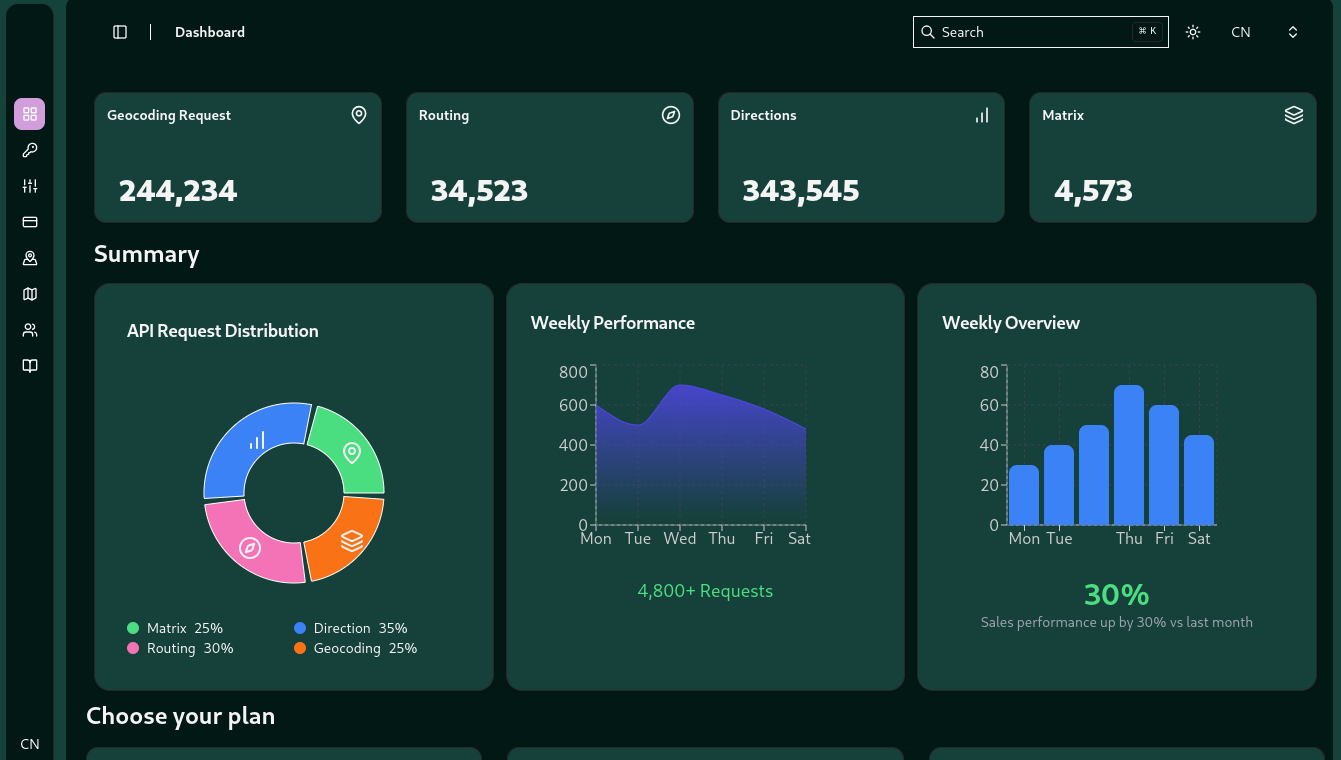 Dashboard
Search ⌘ K
CN
Geocoding Request
244,234
Routing
34,523
Directions
343,545
Matrix
4,573
Summary
API Request Distribution
Matrix 25%
Direction 35%
Routing 30%
Geocoding 25%
Weekly Performance
800
600
400
200
0
Mon Tue Wed Thu Fri Sat
4,800+ Requests
Weekly Overview
80
60
40
20
0
Mon Tue Thu Fri Sat
30%
Sales performance up by 30% vs last month
Choose your plan
CN